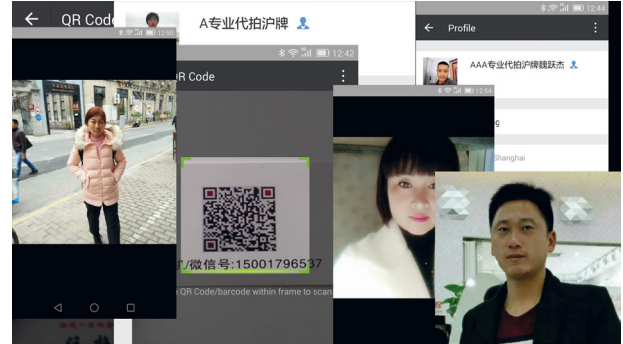 QR Code
12:50
A专业代拍沪牌
12:42
QR Code
/微信号:15001796537
QR Code/barcode within frame to scan
12:44
Profile
AAA专业代拍沪牌魏跃杰
12:54
Shanghai